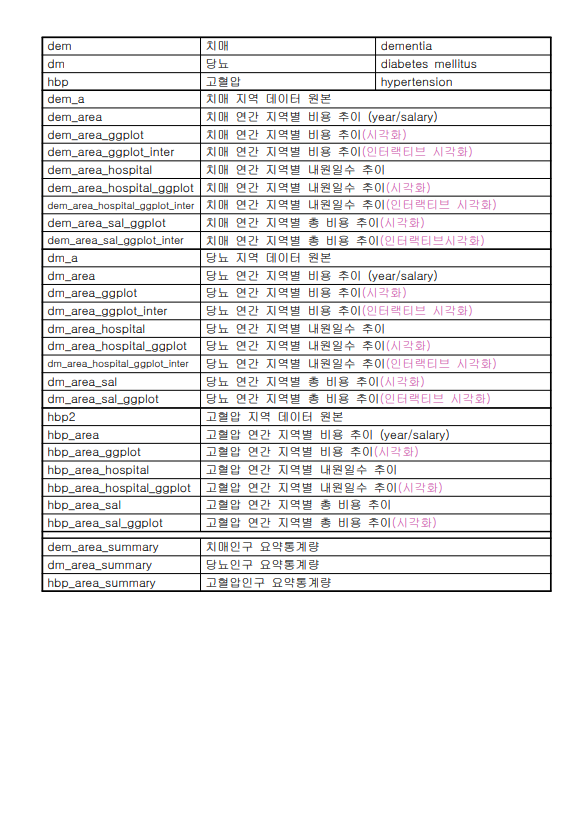 dem 치매 dementia
dm 당뇨 diabetes mellitus
hbp 고혈압 hypertension
dem_a 치매 지역 데이터 원본
dem_area 치매 연간 지역별 비용 추이 (year/salary)
dem_area_ggplot 치매 연간 지역별 비용 추이(시각화)
dem_area_ggplot_inter 치매 연간 지역별 비용 추이(인터랙티브 시각화)
dem_area_hospital 치매 연간 지역별 내원일수 추이
dem_area_hospital_ggplot 치매 연간 지역별 내원일수 추이(시각화)
dem_area_hospital_ggplot_inter 치매 연간 지역별 내원일수 추이(인터랙티브 시각화)
dem_area_sal_ggplot 치매 연간 지역별 총 비용 추이(시각화)
dem_area_sal_ggplot_inter 치매 연간 지역별 총 비용 추이(인터랙티브시각화)
dm_a 당뇨 지역 데이터 원본
dm_area 당뇨 연간 지역별 비용 추이 (year/salary)
dm_area_ggplot 당뇨 연간 지역별 비용 추이(시각화)
dm_area_ggplot_inter 당뇨 연간 지역별 비용 추이(인터랙티브 시각화)
dm_area_hospital 당뇨 연간 지역별 내원일수 추이
dm_area_hospital_ggplot 당뇨 연간 지역별 내원일수 추이(시각화)
dm_area_hospital_ggplot_inter 당뇨 연간 지역별 내원일수 추이(인터랙티브 시각화)
dm_area_sal 당뇨 연간 지역별 총 비용 추이(시각화)
dm_area_sal_ggplot 당뇨 연간 지역별 총 비용 추이(인터랙티브 시각화)
hbp2 고혈압 지역 데이터 원본
hbp_area 고혈압 연간 지역별 비용 추이 (year/salary)
hbp_area_ggplot 고혈압 연간 지역별 비용 추이(시각화)
hbp_area_hospital 고혈압 연간 지역별 내원일수 추이
hbp_area_hospital_ggplot 고혈압 연간 지역별 내원일수 추이(시각화)
hbp_area_sal 고혈압 연간 지역별 총 비용 추이
hbp_area_sal_ggplot 고혈압 연간 지역별 총 비용 추이(시각화)
dem_area_summary 치매인구 요약통계량
dm_area_summary 당뇨인구 요약통계량
hbp_area_summary 고혈압인구 요약통계량